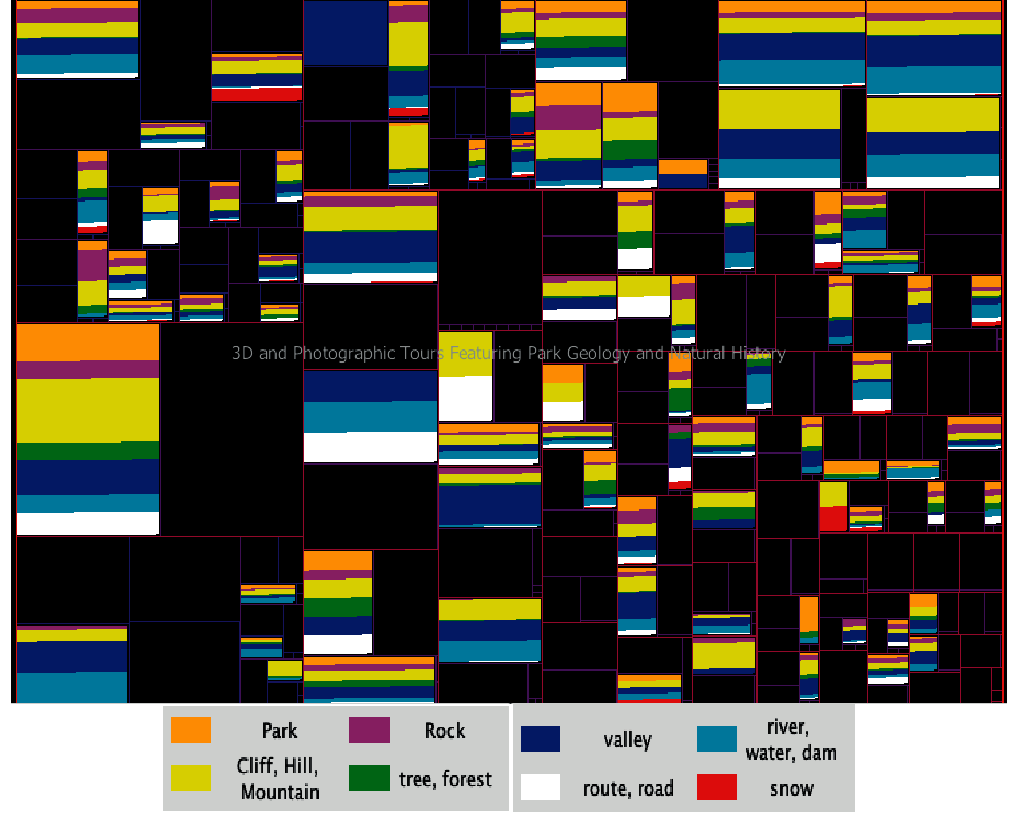 3D and Photographic Tours Featuring Park Geology and Natural History
Park
Rock
Cliff, Hill,
Mountain
tree, forest
valley
river,
water, dam
route, road
snow